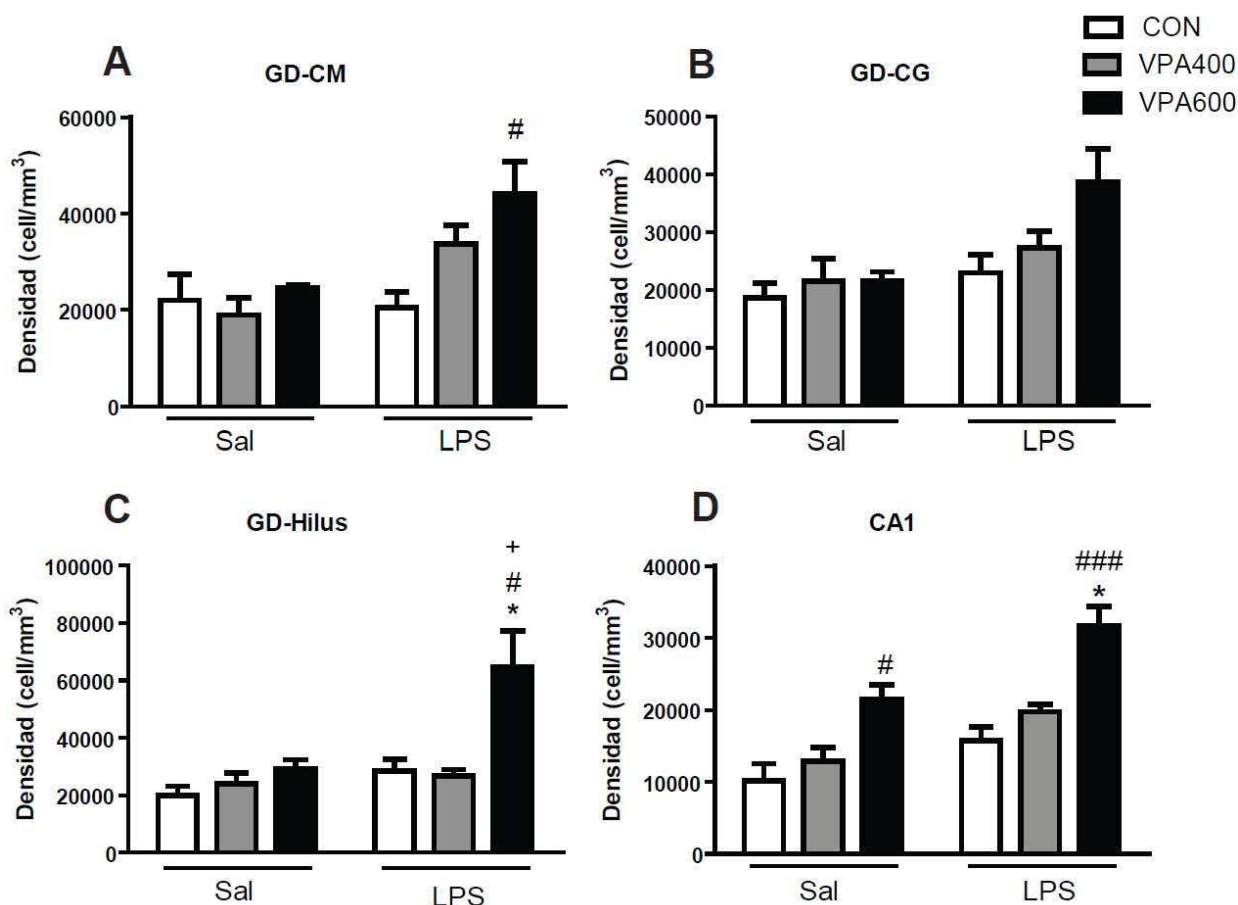 CON
VPA400
VPA600
A
GD-CM
Densidad (cell/mm³)
60000
40000
20000
0
#
Sal
LPS
B
GD-CG
Densidad (cell/mm³)
50000
40000
30000
20000
10000
0
Sal
LPS
C
GD-Hilus
Densidad (cell/mm³)
100000
80000
60000
40000
20000
0
+
#
*
Sal
LPS
D
CA1
Densidad (cell/mm³)
40000
30000
20000
10000
0
#
###
*
Sal
LPS